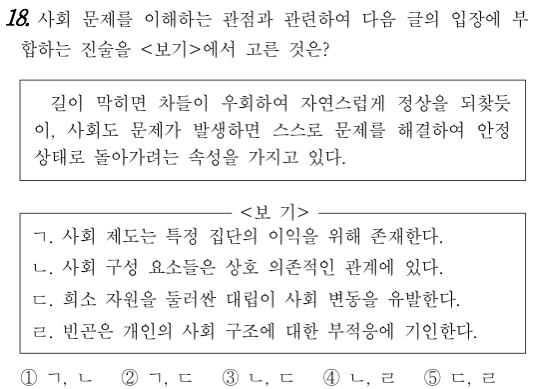 18. 사회 문제를 이해하는 관점과 관련하여 다음 글의 입장에 부
합하는 진술을 <보기>에서 고른 것은?
길이 막히면 차들이 우회하여 자연스럽게 정상을 되찾듯
이, 사회도 문제가 발생하면 스스로 문제를 해결하여 안정
상태로 돌아가려는 속성을 가지고 있다.
<보 기>
ㄱ. 사회 제도는 특정 집단의 이익을 위해 존재한다.
ㄴ. 사회 구성 요소들은 상호 의존적인 관계에 있다.
ㄷ. 희소 자원을 둘러싼 대립이 사회 변동을 유발한다.
ㄹ. 빈곤은 개인의 사회 구조에 대한 부적응에 기인한다.
① ㄱ, ㄴ ② ㄱ, ㄷ ③ ㄴ, ㄷ ④ ㄴ, ㄹ ⑤ ㄷ, ㄹ